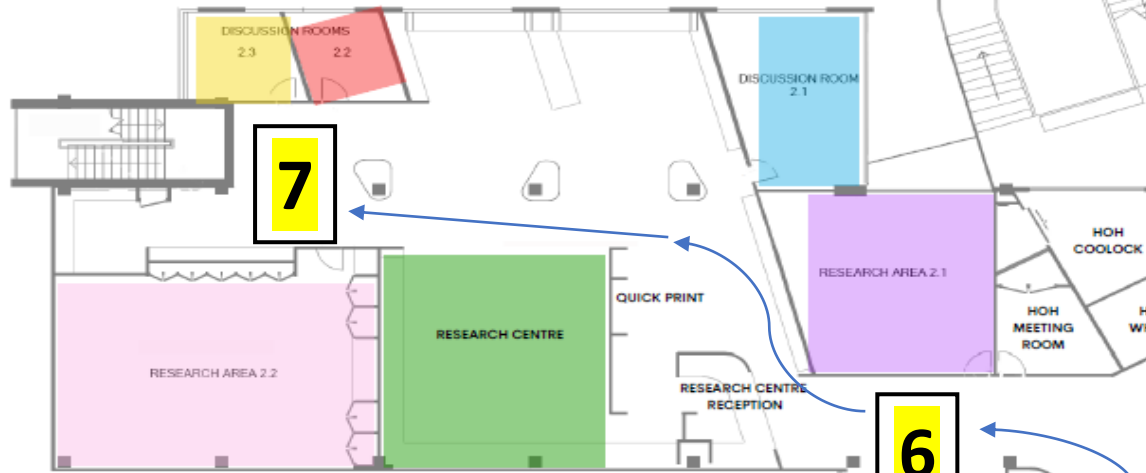 DISCUSSION ROOMS
2.3
2.2
DISCUSSION ROOM
2.1
7
HOH
COOLOCK
RESEARCH AREA 2.1
QUICK PRINT
HOH
MEETING
ROOM
RESEARCH CENTRE
RESEARCH AREA 2.2
RESEARCH CENTRE
RECEPTION
6